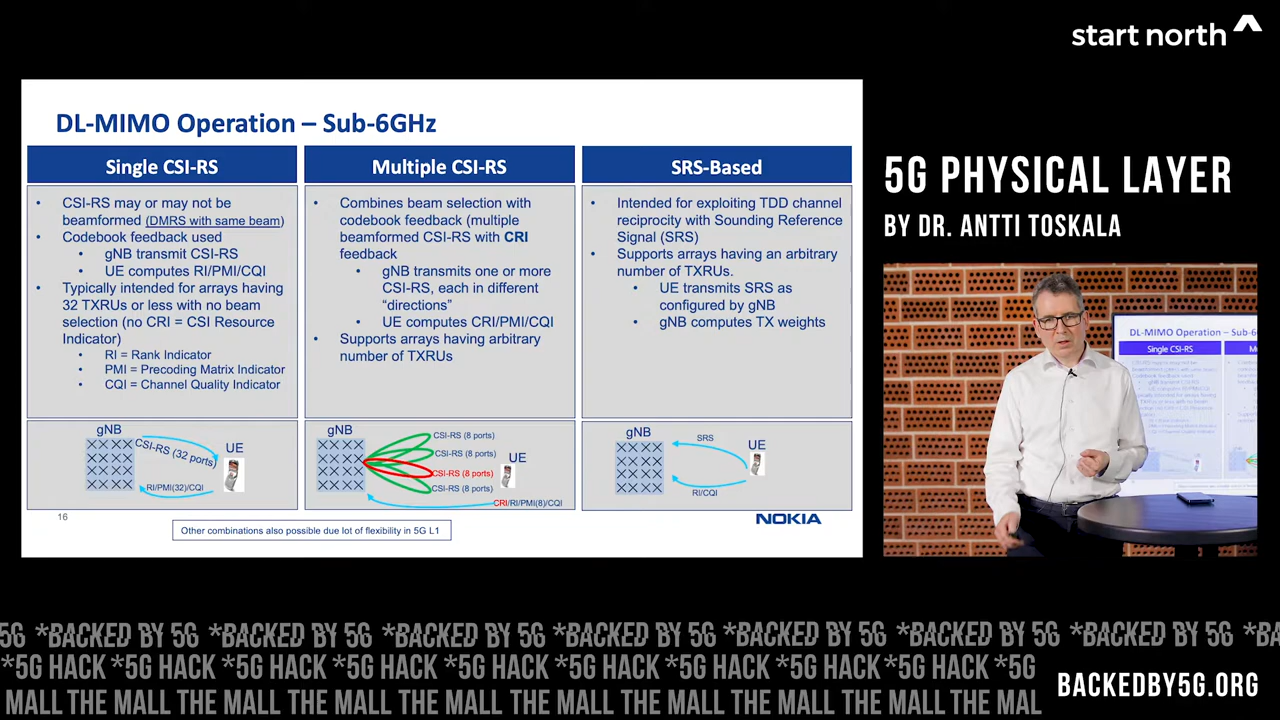 start north
DL-MIMO Operation – Sub-6GHz
Single CSI-RS
• CSI-RS may or may not be
beamformed (DMRS with same beam)
• Codebook feedback used
• gNB transmit CSI-RS
• UE computes RI/PMI/CQI
• Typically intended for arrays having
32 TXRUs or less with no beam
selection (no CRI = CSI Resource
Indicator)
• RI = Rank Indicator
• PMI = Precoding Matrix Indicator
• CQI = Channel Quality Indicator
gNB
CSI-RS (32 ports)
UE
RI/PMI(32)/CQI
Multiple CSI-RS
• Combines beam selection with
codebook feedback (multiple
beamformed CSI-RS with CRI
feedback
• gNB transmits one or more
CSI-RS, each in different
"directions"
• UE computes CRI/PMI/CQI
• Supports arrays having arbitrary
number of TXRUs
gNB
CSI-RS (8 ports)
CSI-RS (8 ports)
CSI-RS (8 ports)
CSI-RS (8 ports)
UE
CRI/RI/PMI(8)/CQI
SRS-Based
• Intended for exploiting TDD channel
reciprocity with Sounding Reference
Signal (SRS)
• Supports arrays having an arbitrary
number of TXRUs.
• UE transmits SRS as
configured by gNB
• gNB computes TX weights
gNB
SRS
UE
RI/CQI
16
Other combinations also possible due lot of flexibility in 5G L1
NOKIA
5G PHYSICAL LAYER
BY DR. ANTTI TOSKALA
DL-MIMO Operation – Sub-6G
Single CSI-RS
5G *BACKED BY 5G *BACKED BY 5G *BACKED BY 5G *BACKED BY 5G *BACKED BY 5G *BACKED BY 5G *BACKED BY 5G
*5G HACK *5G HACK *5G HACK *5G HACK *5G HACK *5G HACK *5G HACK *5G HACK *5G HACK *5G
MALL THE MALL THE MALL THE MALL THE MALL THE MALL THE MALL THE MALL THE MAL
BACKEDBY5G.ORG